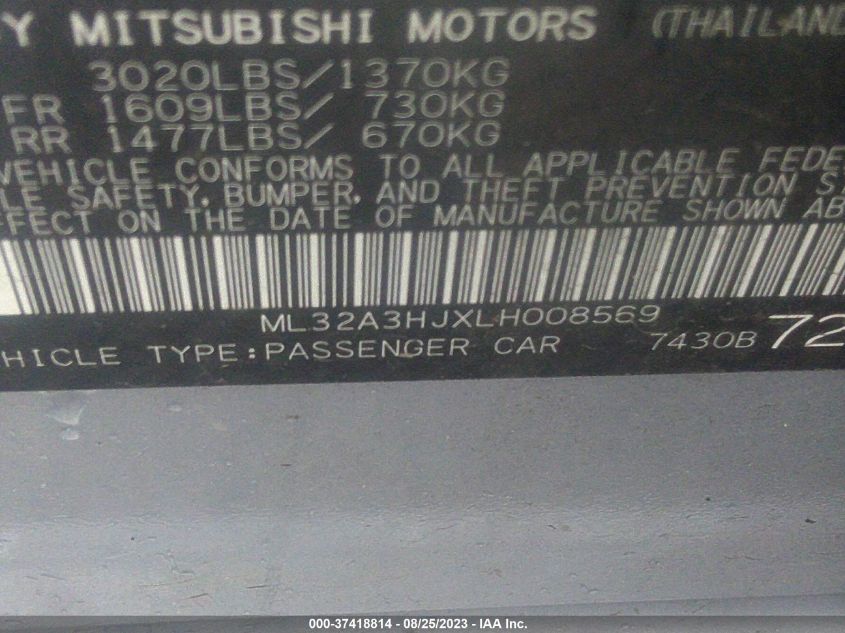 Y MITSUBISHI MOTORS (THAILAND
3020LBS/1370KG
FR 1609LBS/ 730KG
RR 1477LBS/ 670KG
VEHICLE CONFORMS TO ALL APPLICABLE FEDE
LE SAFETY, BUMPER, AND THEFT PREVENTION S
FFECT ON THE DATE OF MANUFACTURE SHOWN AB
ML32A3HJXLH008569
HICLE TYPE:PASSENGER CAR 7430B 72
000-37418814 - 08/25/2023 - IAA Inc.